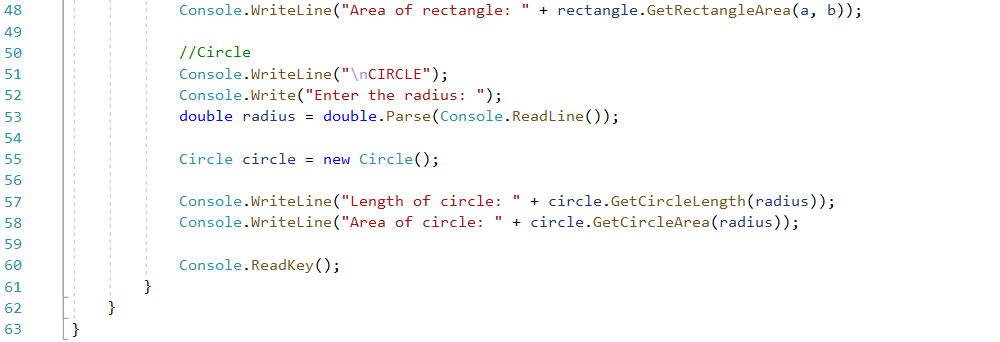 48 Console.WriteLine("Area of rectangle: " + rectangle.GetRectangleArea(a, b));
49
50 //Circle
51 Console.WriteLine("\nCIRCLE");
52 Console.Write("Enter the radius: ");
53 double radius = double.Parse(Console.ReadLine());
54
55 Circle circle = new Circle();
56
57 Console.WriteLine("Length of circle: " + circle.GetCircleLength(radius));
58 Console.WriteLine("Area of circle: " + circle.GetCircleArea(radius));
59
60 Console.ReadKey();
61 }
62 }
63 }